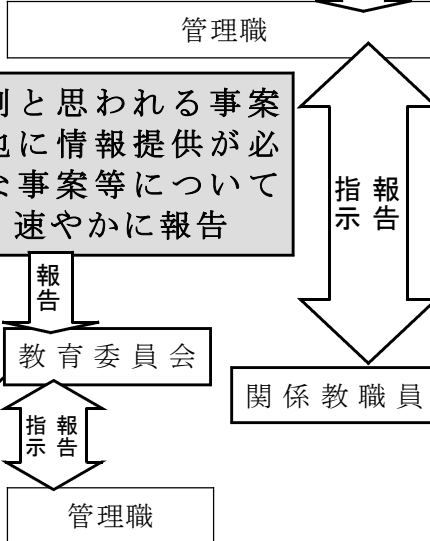 管理職
別と思われる事案
他に情報提供が必
な事案等について
速やかに報告
報告
指示
報告
教育委員会
関係教職員
報告
指示
管理職